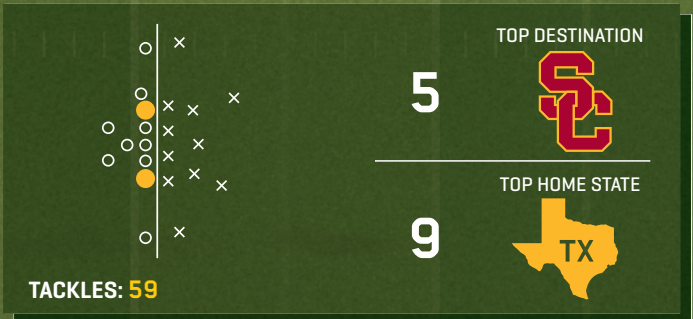 TOP DESTINATION
5
SC
TOP HOME STATE
9
TX
TACKLES: 59